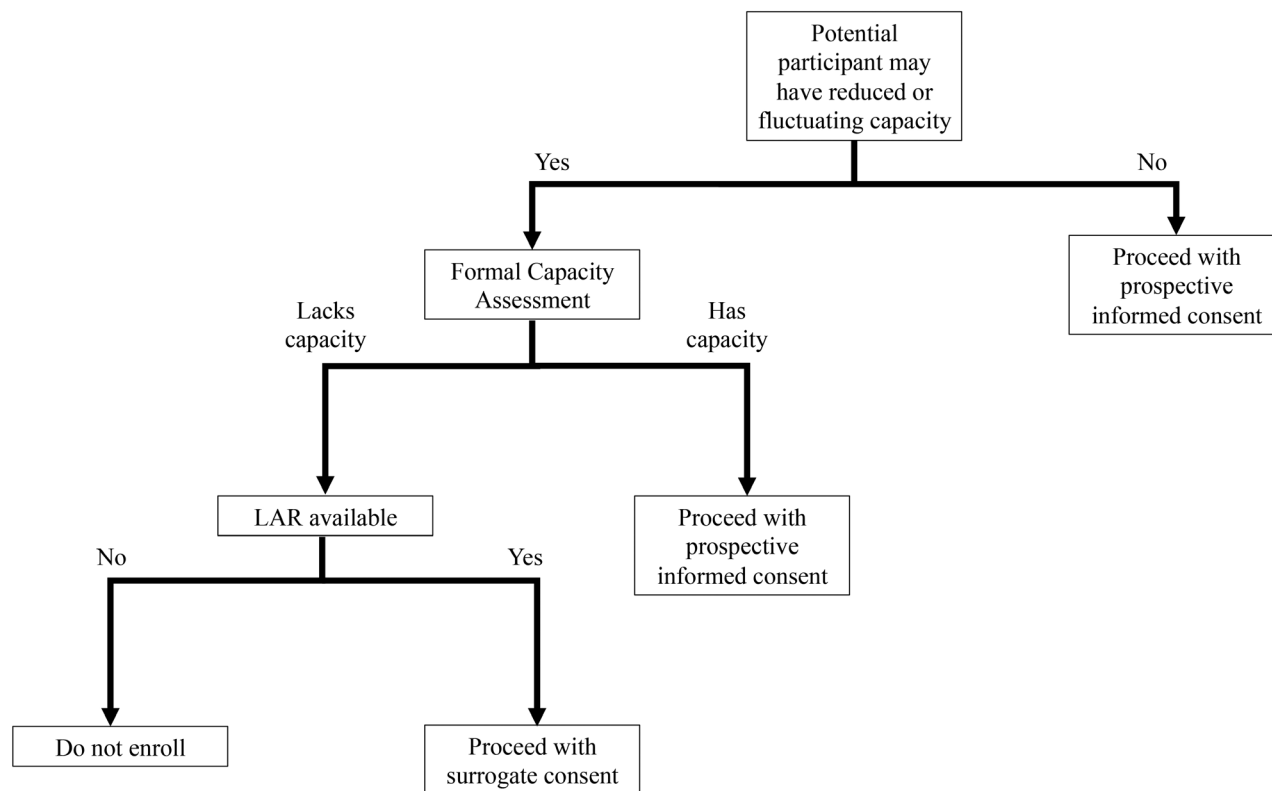 Potential
participant may
have reduced or
fluctuating capacity
Yes
No
Formal Capacity
Assessment
Proceed with
prospective
informed consent
Lacks
capacity
Has
capacity
LAR available
Proceed with
prospective
informed consent
No
Yes
Do not enroll
Proceed with
surrogate consent